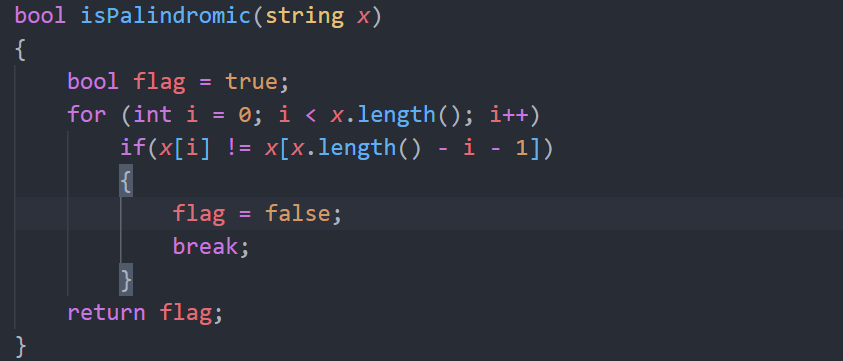 bool isPalindromic(string x)
{
    bool flag = true;
    for (int i = 0; i < x.length(); i++)
        if(x[i] != x[x.length() - i - 1])
        {
            flag = false;
            break;
        }
    return flag;
}